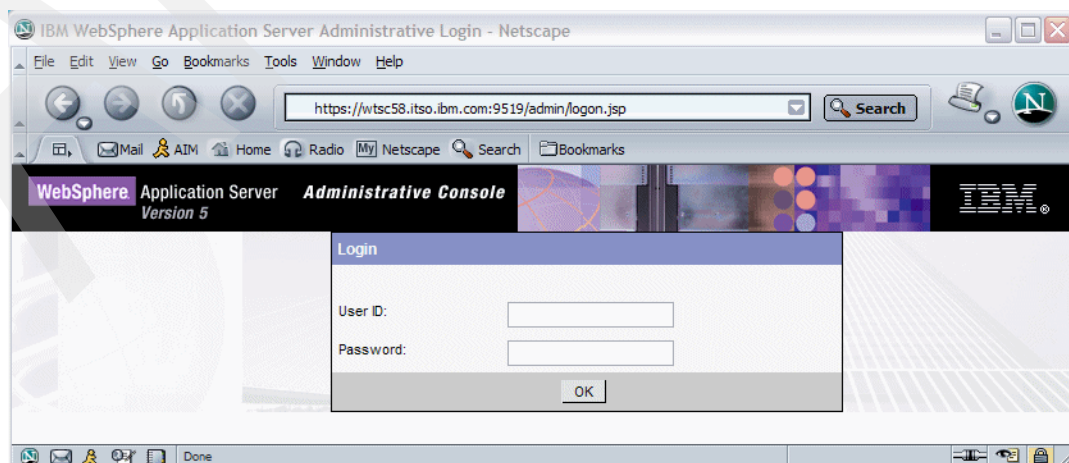 IBM WebSphere Application Server Administrative Login - Netscape
File Edit View Go Bookmarks Tools Window Help
https://wtsc58.itso.ibm.com:9519/admin/logon.jsp
Search
N
Mail AIM Home Radio My Netscape Search Bookmarks
WebSphere. Application Server Administrative Console
Version 5
IBM®
Login
User ID:
Password:
OK
Done